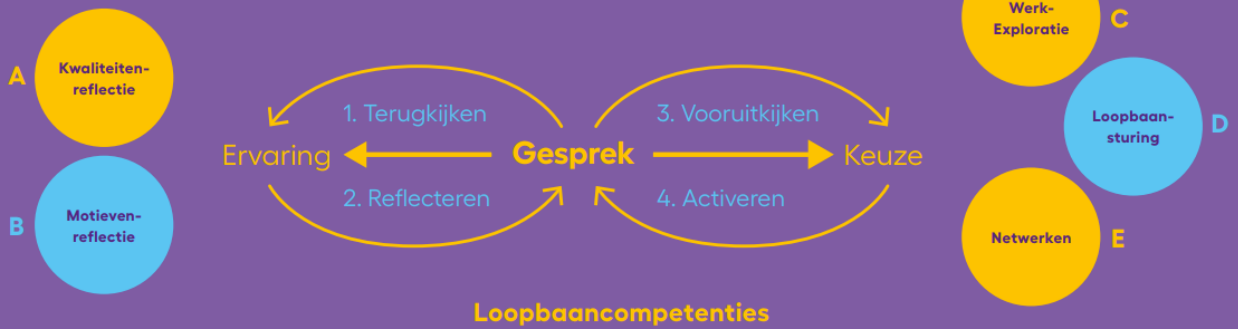 A
Kwaliteiten-
reflectie
B
Motieven-
reflectie
1. Terugkijken
3. Vooruitkijken
Ervaring
Gesprek
Keuze
2. Reflecteren
4. Activeren
Werk-
Exploratie
C
Loopbaan-
sturing
D
Netwerken
E
Loopbaancompetenties